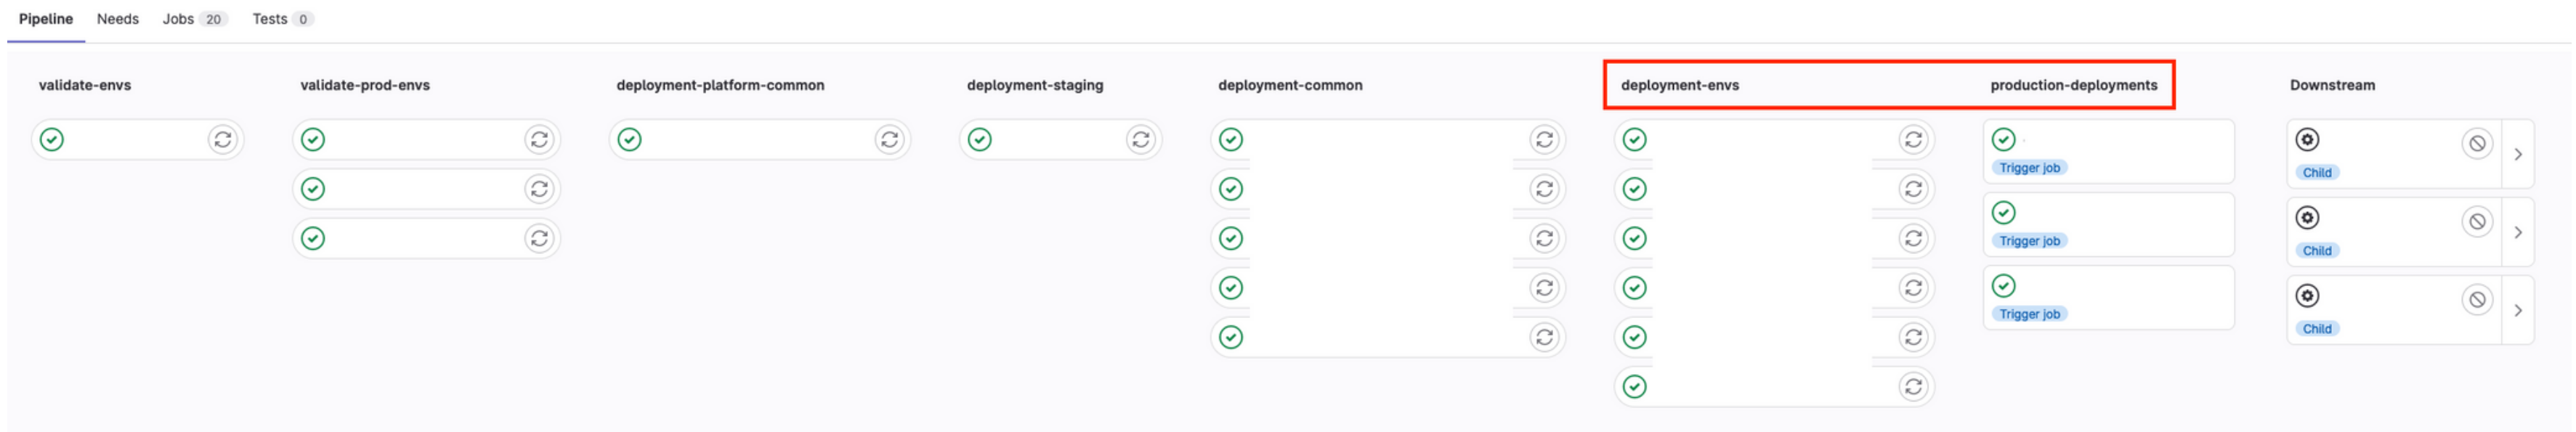 Pipeline Needs Jobs 20 Tests 0
validate-envs validate-prod-envs deployment-platform-common deployment-staging deployment-common deployment-envs production-deployments Downstream
Trigger job Child
Trigger job Child
Trigger job Child